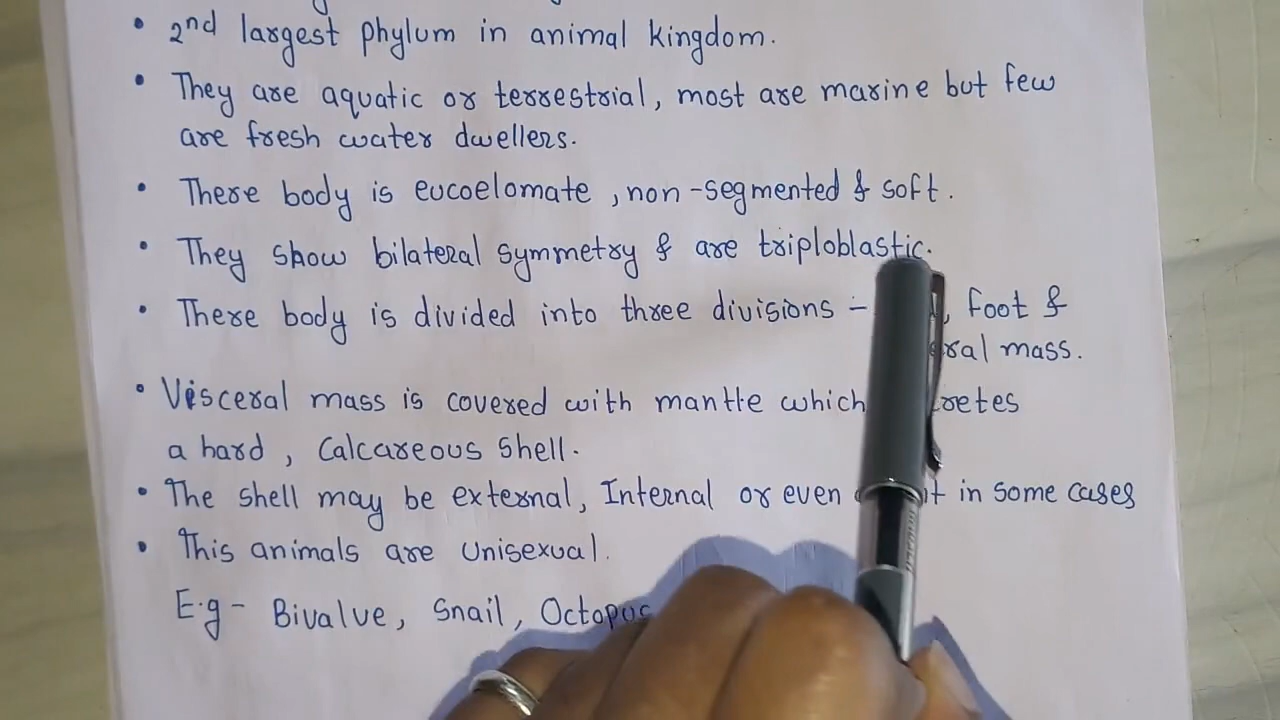 • 2nd largest phylum in animal kingdom.
• They are aquatic or terrestrial, most are marine but few
are fresh water dwellers.
• There body is eucoelomate, non-segmented & soft.
• They show bilateral symmetry & are triploblastic.
• There body is divided into three divisions :- , Foot &
mass.
• Visceral mass is covered with mantle which
a hard, Calcareous Shell.
• The shell may be external, Internal or even in some cases
• This animals are Unisexual.
E.g - Bivalve, Snail, Octopus